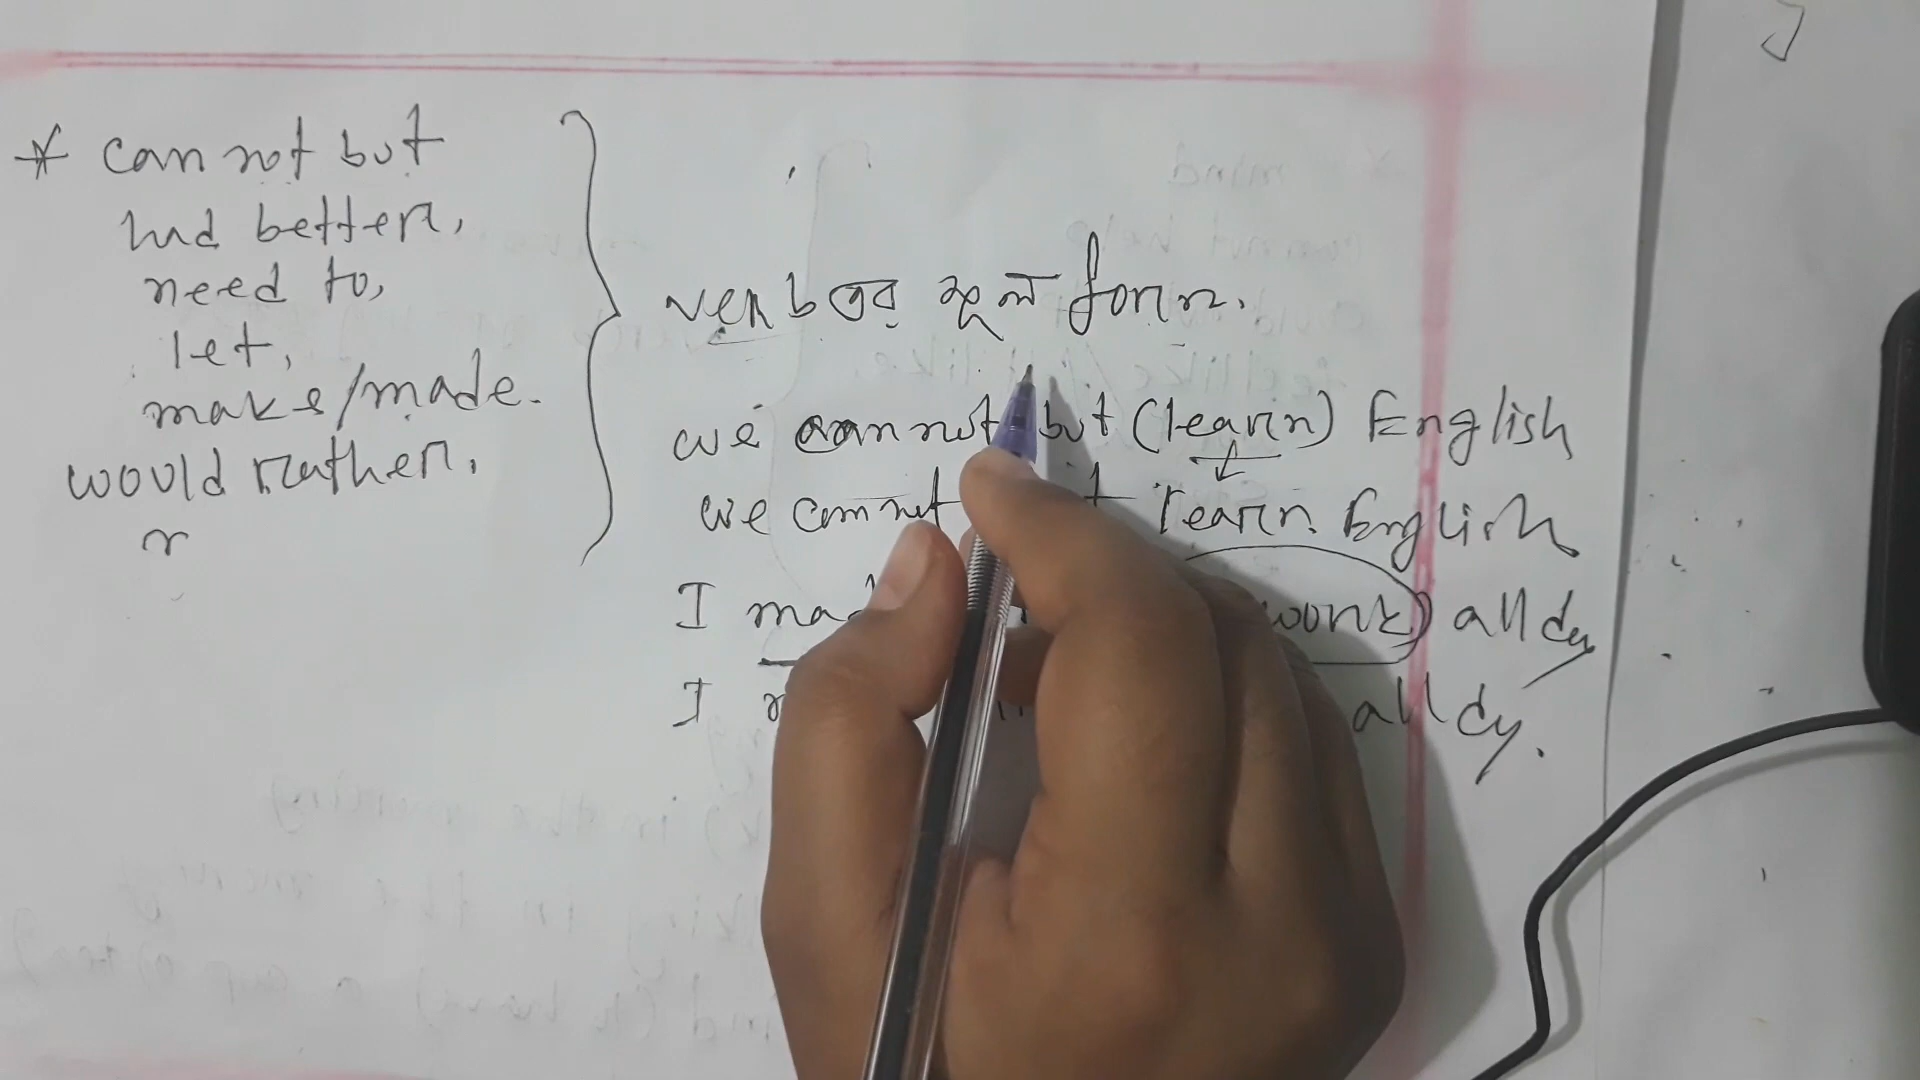 * can not but
had better,
need to,
let,
make/made.
would rather,
verb এর মূল form.
we can not but (learn) English
we can not learn English
I work) all dy
I all dy.